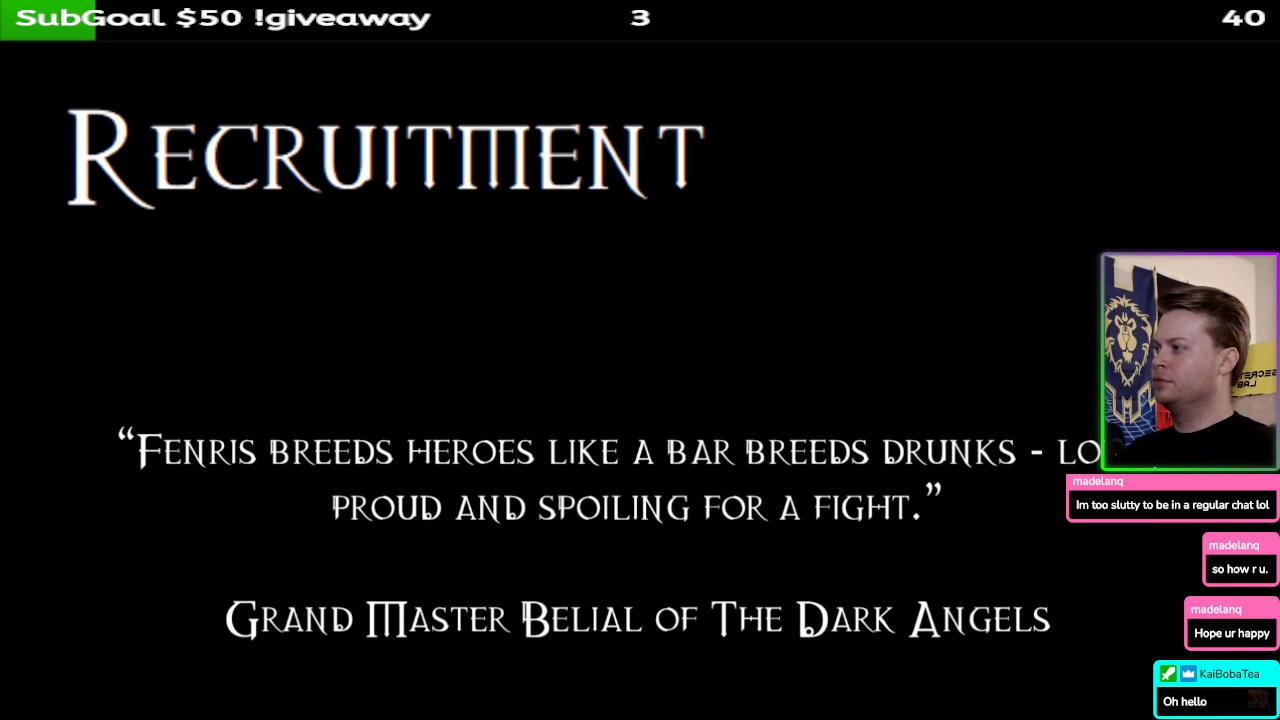 SubGoal $50 !giveaway 3 40
Recruitment
“Fenris breeds heroes like a bar breeds drunks - lo
proud and spoiling for a fight.”
Grand Master Belial of The Dark Angels
SECRET
LAB
madelanq
Im too slutty to be in a regular chat lol
madelanq
so how r u.
madelanq
Hope ur happy
KaiBobaTea
Oh hello